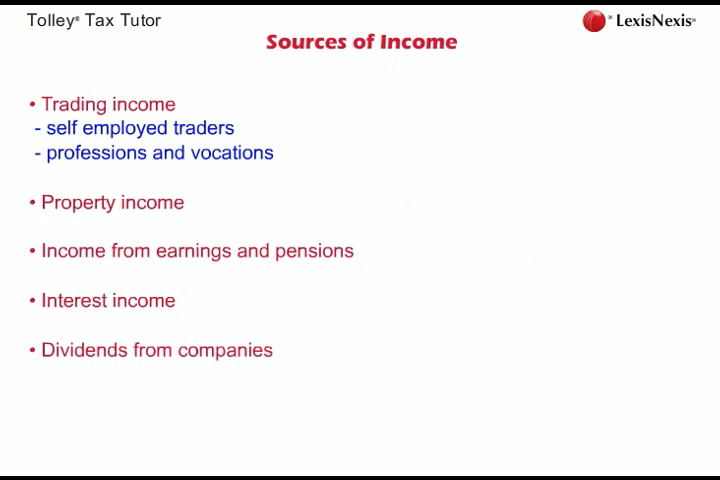 Tolley® Tax Tutor
LexisNexis®
Sources of Income
• Trading income
- self employed traders
- professions and vocations
• Property income
• Income from earnings and pensions
• Interest income
• Dividends from companies